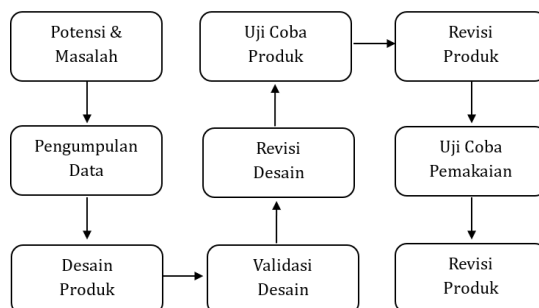 Potensi &
Masalah
Pengumpulan
Data
Desain
Produk
Validasi
Desain
Revisi
Desain
Uji Coba
Produk
Revisi
Produk
Uji Coba
Pemakaian
Revisi
Produk